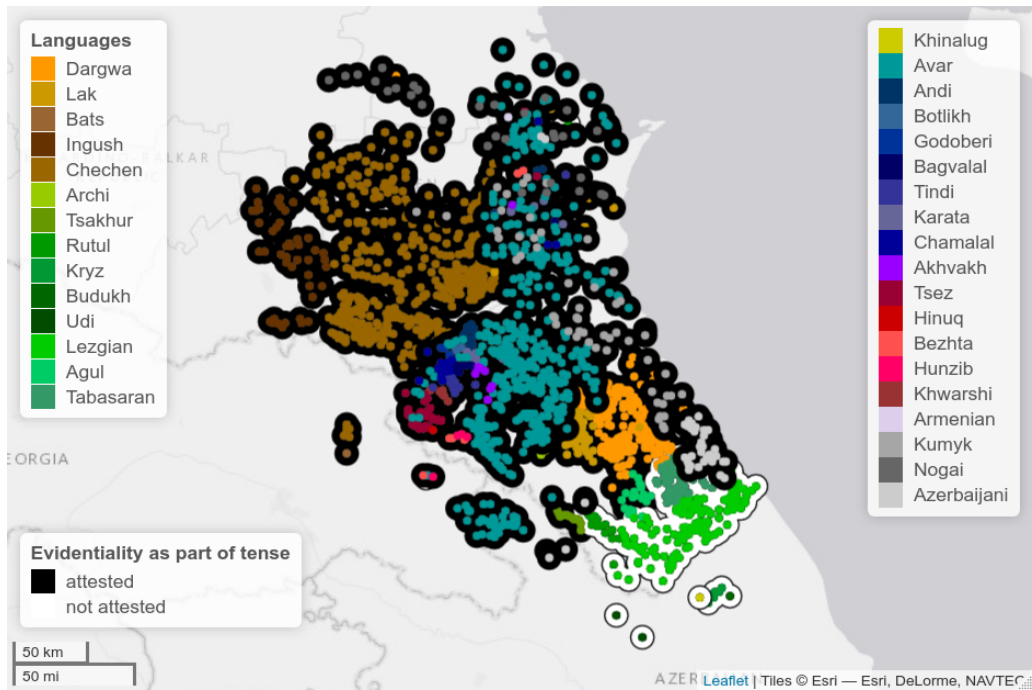 Languages
Dargwa
Lak
Bats
Ingush
Chechen
Archi
Tsakhur
Rutul
Kryz
Budukh
Udi
Lezgian
Agul
Tabasaran
Khinalug
Avar
Andi
Botlikh
Godoberi
Bagvalal
Tindi
Karata
Chamalal
Akhvakh
Tsez
Hinuq
Bezhta
Hunzib
Khwarshi
Armenian
Kumyk
Nogai
Azerbaijani
EORGIA
Evidentiality as part of tense
attested
not attested
50 km
50 mi
AZER
Leaflet | Tiles © Esri — Esri, DeLorme, NAVTEQ